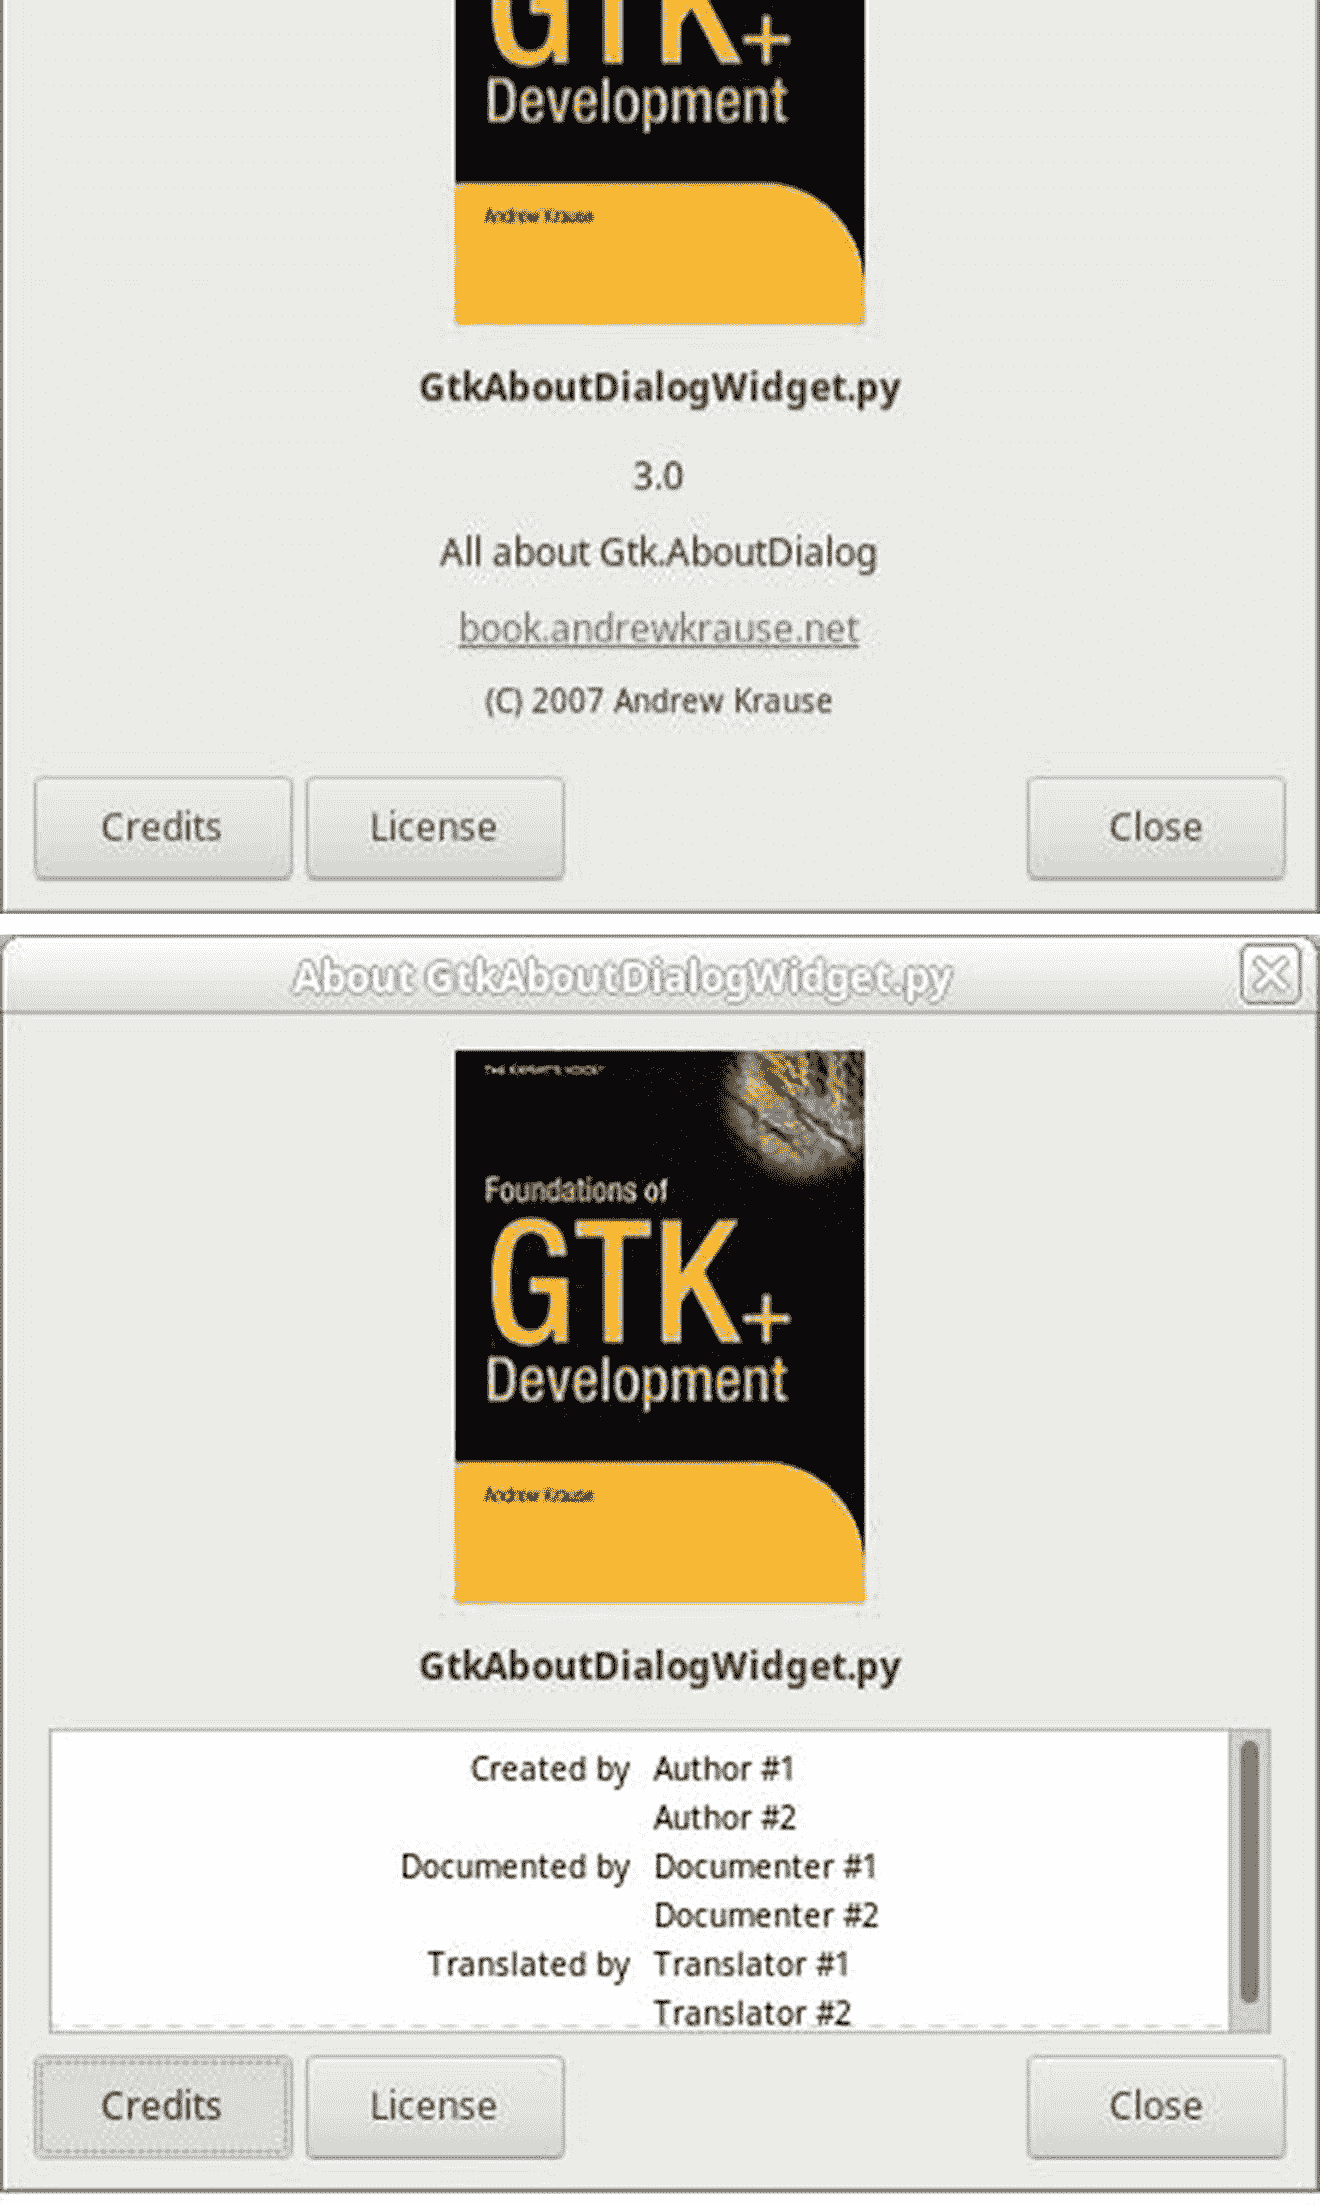 GTK+
Development
Andrew Krause
GtkAboutDialogWidget.py
3.0
All about Gtk.AboutDialog
book.andrewkrause.net
(C) 2007 Andrew Krause
Credits License Close
About GtkAboutDialogWidget.py
THE EXPERT'S VOICE
Foundations of
GTK+
Development
Andrew Krause
GtkAboutDialogWidget.py
Created by Author #1
Author #2
Documented by Documenter #1
Documenter #2
Translated by Translator #1
Translator #2
Credits License Close